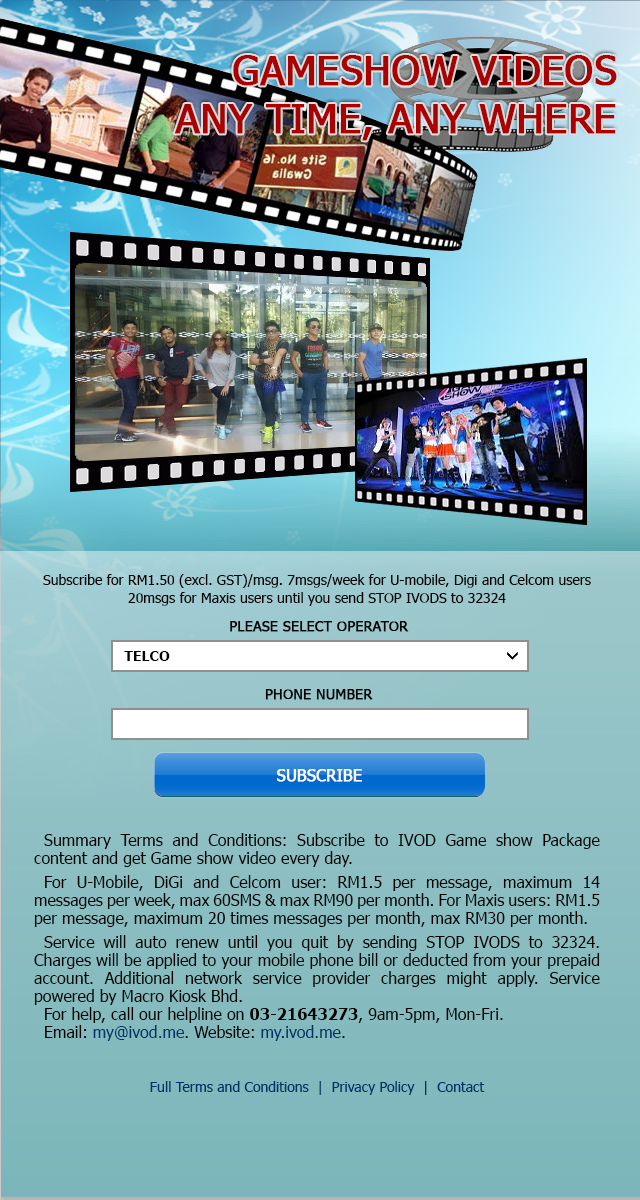 GAMESHOW VIDEOS
ANY TIME, ANY WHERE
Site No.16
Gwalia
SHOW
Subscribe for RM1.50 (excl. GST)/msg. 7msgs/week for U-mobile, Digi and Celcom users
20msgs for Maxis users until you send STOP IVODS to 32324
PLEASE SELECT OPERATOR
TELCO
PHONE NUMBER
SUBSCRIBE
Summary Terms and Conditions: Subscribe to IVOD Game show Package
content and get Game show video every day.
For U-Mobile, DiGi and Celcom user: RM1.5 per message, maximum 14
messages per week, max 60SMS & max RM90 per month. For Maxis users: RM1.5
per message, maximum 20 times messages per month, max RM30 per month.
Service will auto renew until you quit by sending STOP IVODS to 32324.
Charges will be applied to your mobile phone bill or deducted from your prepaid
account. Additional network service provider charges might apply. Service
powered by Macro Kiosk Bhd.
For help, call our helpline on 03-21643273, 9am-5pm, Mon-Fri.
Email: my@ivod.me. Website: my.ivod.me.
Full Terms and Conditions | Privacy Policy | Contact